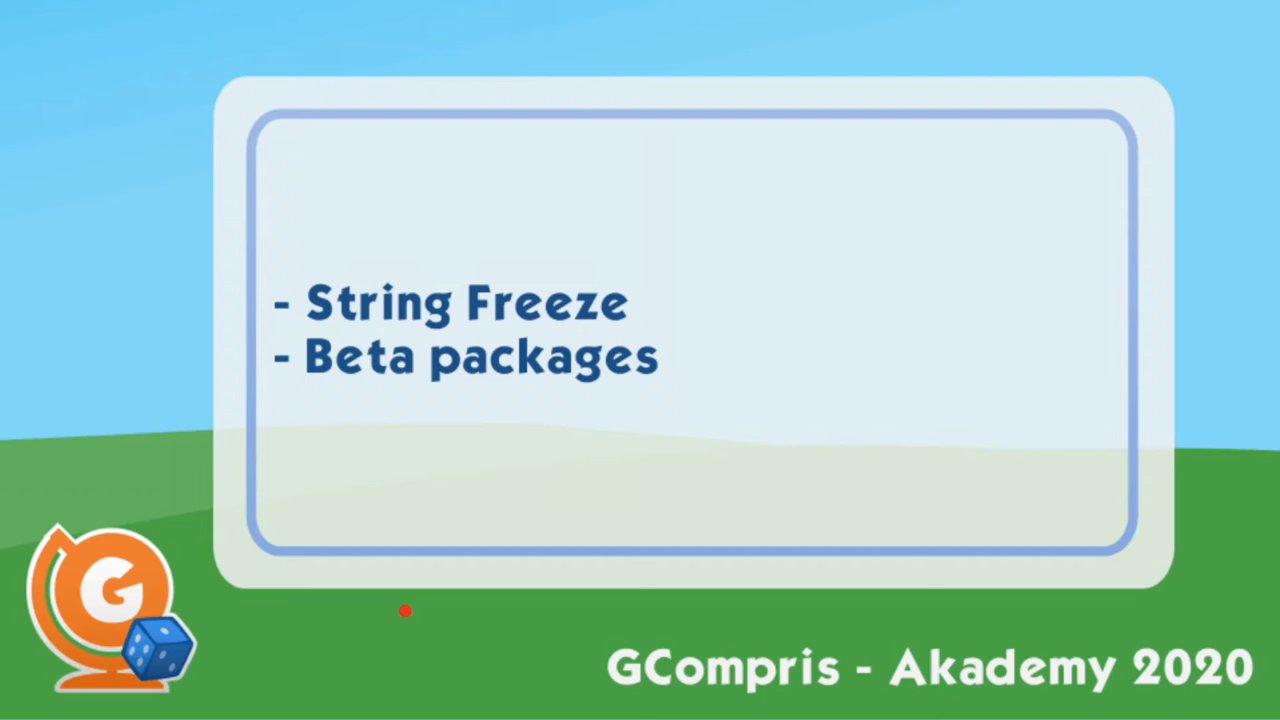 - String Freeze
- Beta packages
G
GCompris - Akademy 2020